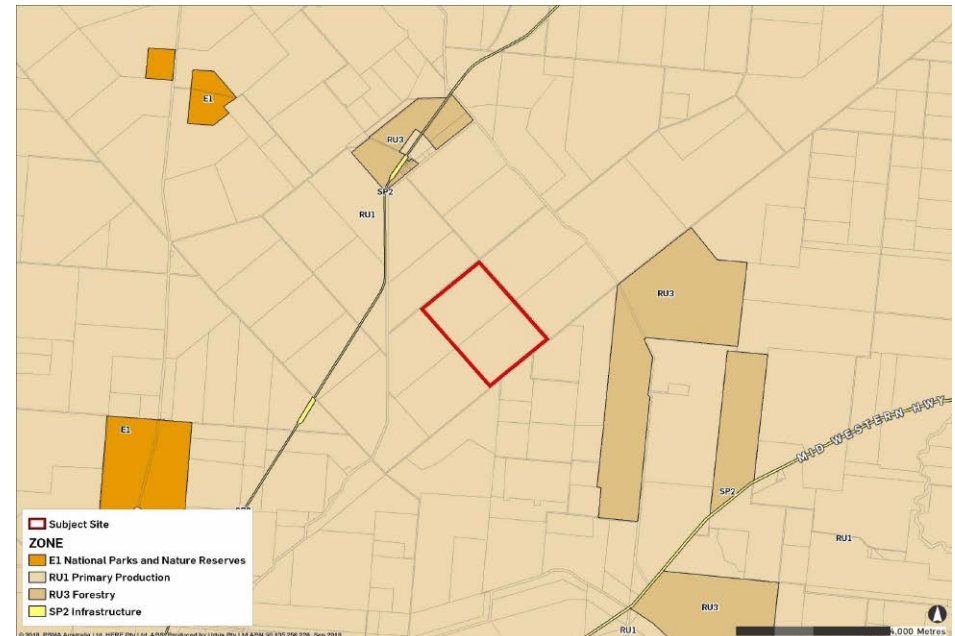 E1
RU3
SP2
RU1
RU3
E1
MID WESTERN HWY
SP2
RU1
RU3
RU1
Subject Site
ZONE
E1 National Parks and Nature Reserves
RU1 Primary Production
RU3 Forestry
SP2 Infrastructure
4,000 Metres